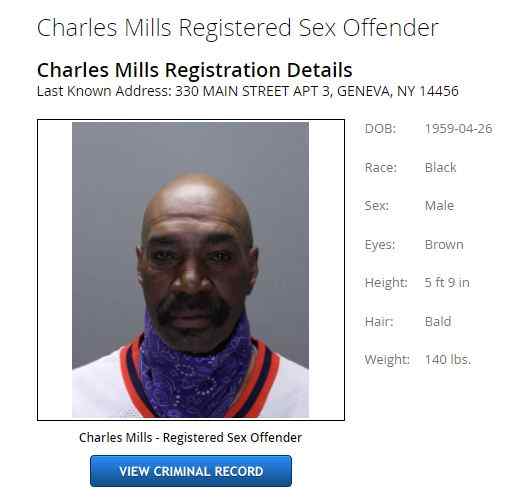 Charles Mills Registered Sex Offender
Charles Mills Registration Details
Last Known Address: 330 MAIN STREET APT 3, GENEVA, NY 14456
DOB: 1959-04-26
Race: Black
Sex: Male
Eyes: Brown
Height: 5 ft 9 in
Hair: Bald
Weight: 140 lbs.
Charles Mills - Registered Sex Offender
VIEW CRIMINAL RECORD